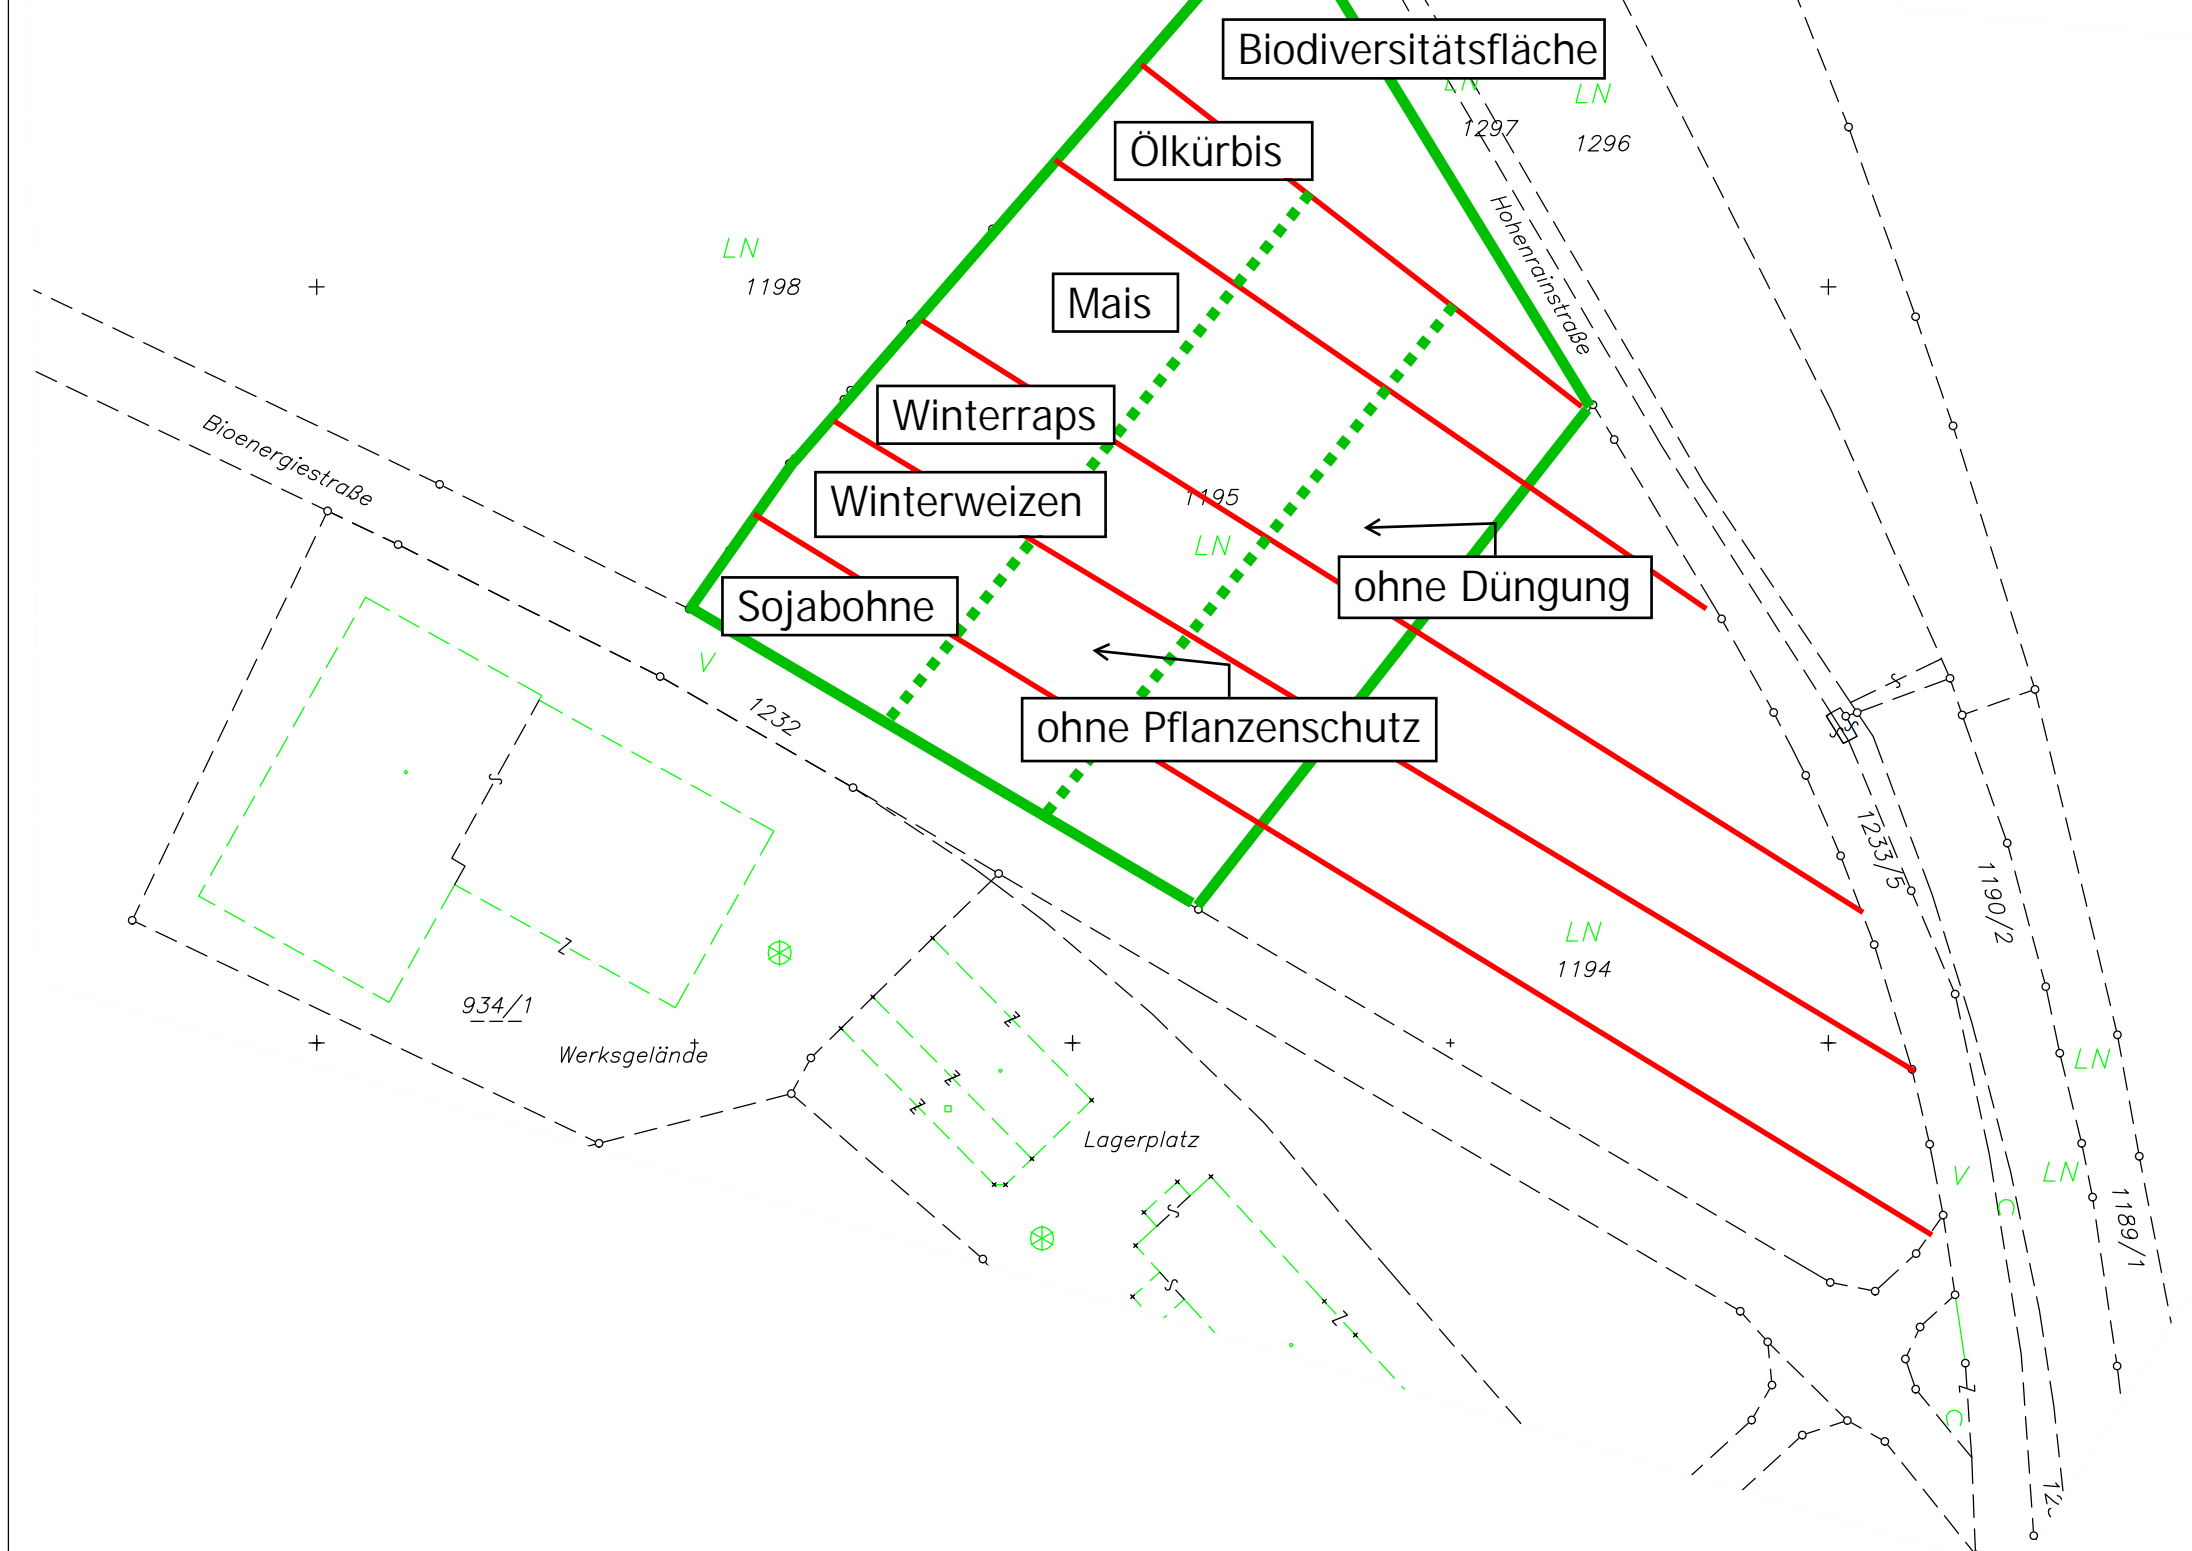 Biodiversitätsfläche
LN
LN
1297
1296
Ölkürbis
Hohenrainstraße
LN
1198
Mais
Winterraps
Bioenergiestraße
Winterweizen
1195
LN
ohne Düngung
Sojabohne
V
1232
ohne Pflanzenschutz
1233/5
1190/2
LN
1194
934/1
Werksgelände
LN
Lagerplatz
V
LN
C
1189/1
C